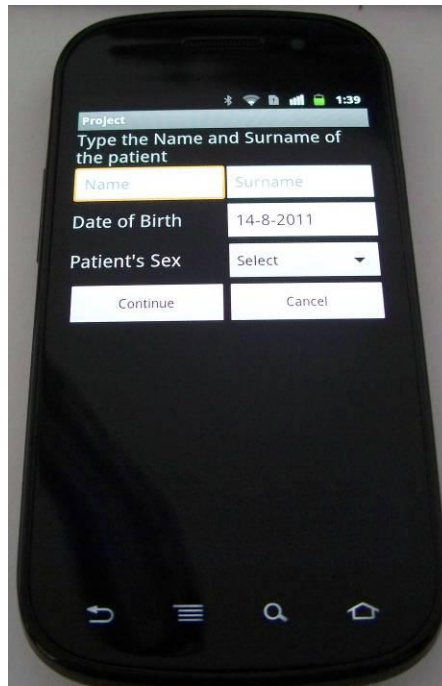 1:39
Project
Type the Name and Surname of
the patient
Name Surname
Date of Birth 14-8-2011
Patient's Sex Select
Continue Cancel